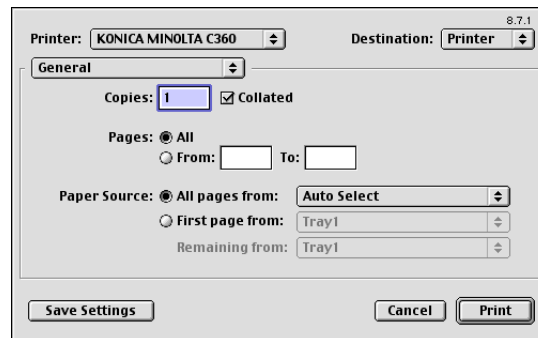 8.7.1
Printer: KONICA MINOLTA C360 Destination: Printer
General
Copies: 1 Collated
Pages: All
From: To:
Paper Source: All pages from: Auto Select
First page from: Tray1
Remaining from: Tray1
Save Settings Cancel Print